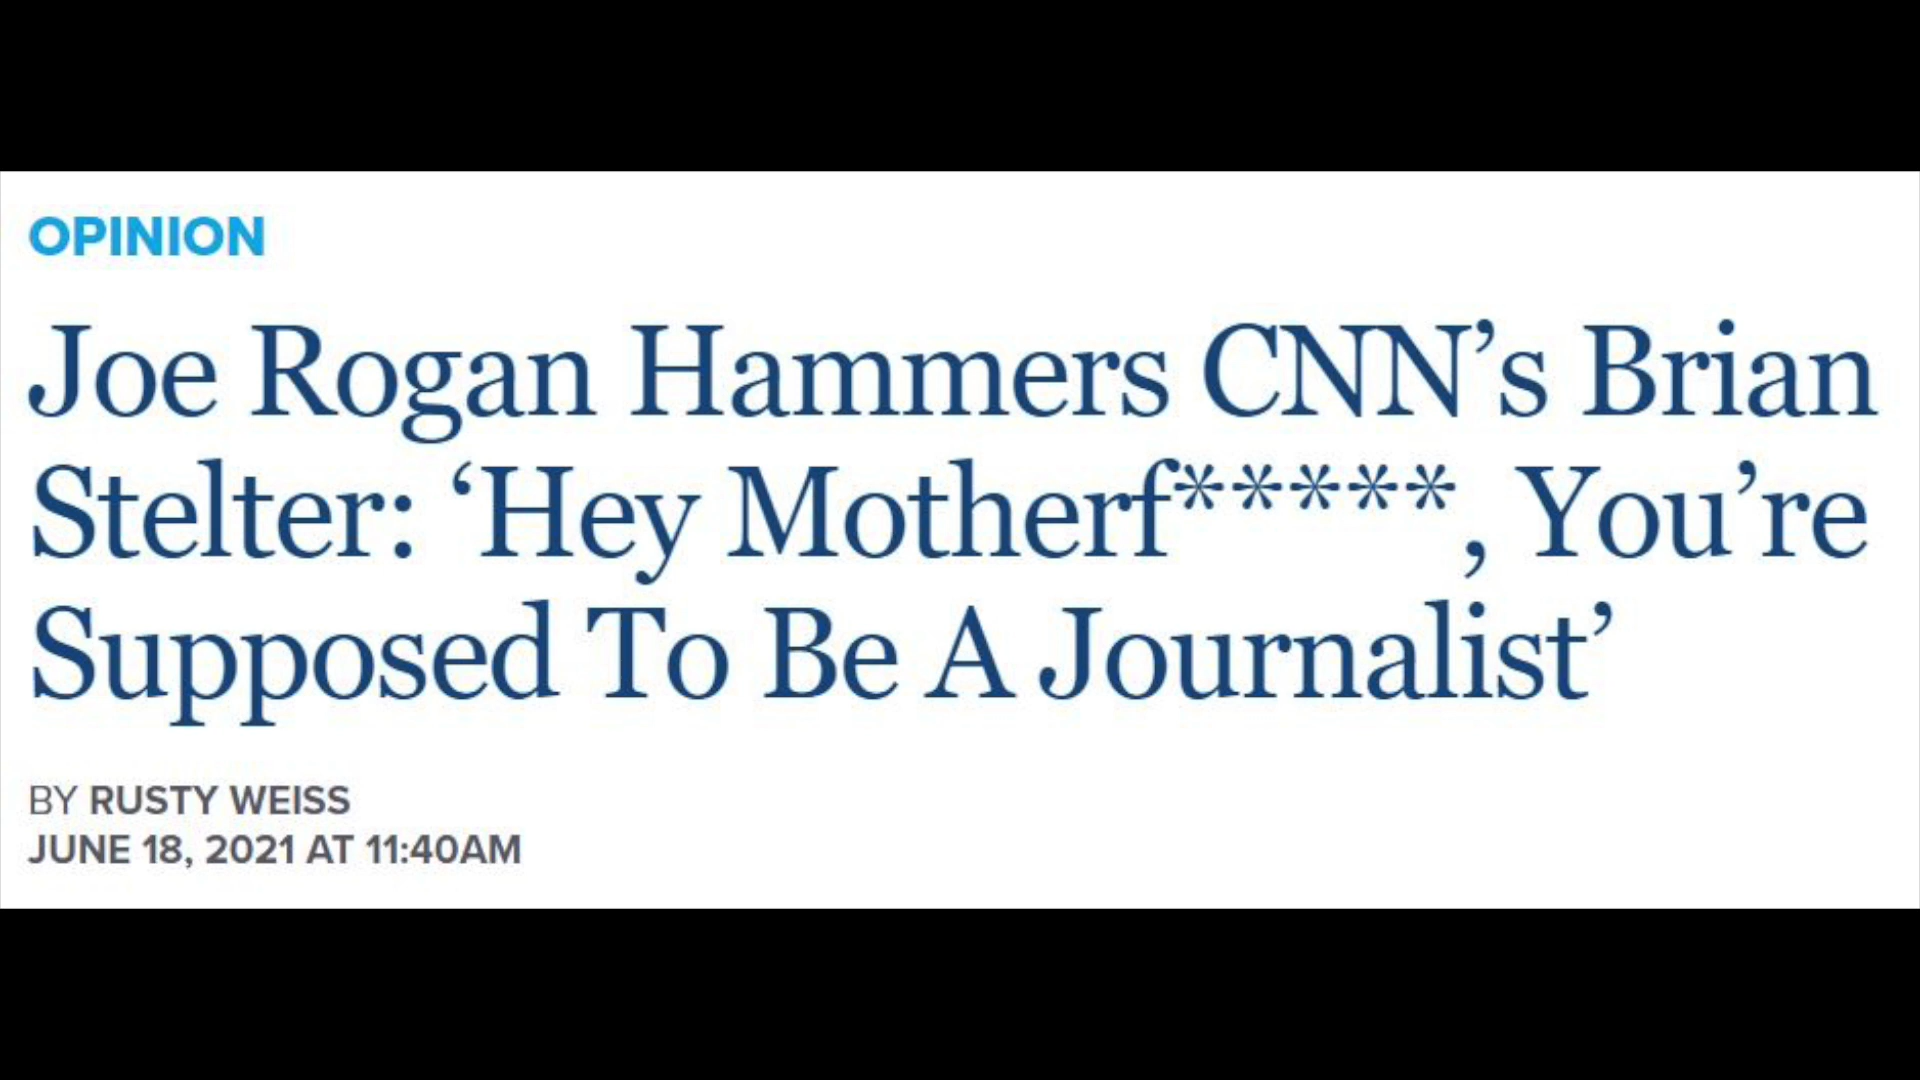 OPINION
Joe Rogan Hammers CNN’s Brian
Stelter: ‘Hey Motherf*****, You’re
Supposed To Be A Journalist’
BY RUSTY WEISS
JUNE 18, 2021 AT 11:40AM